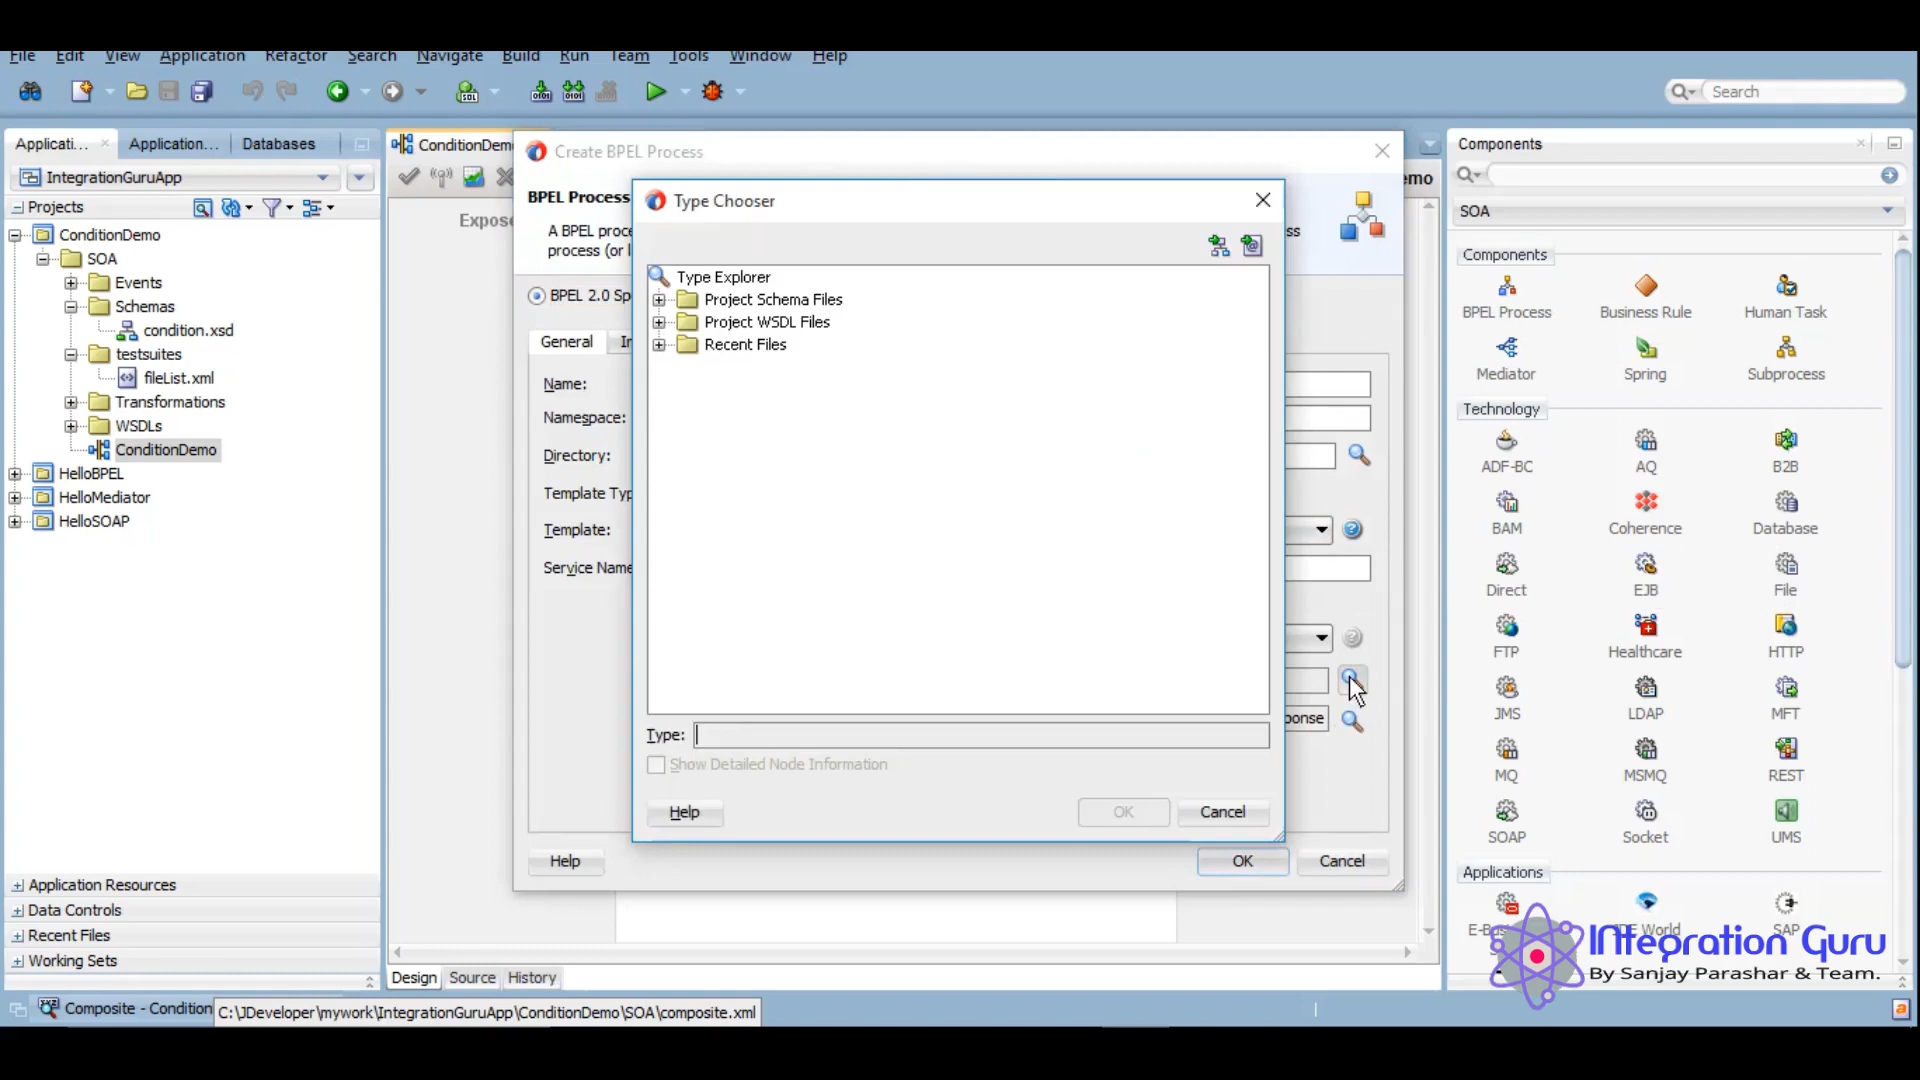 File Edit View Application Refactor Search Navigate Build Run Team Tools Window Help
Search
Applicati...
Application...
Databases
IntegrationGuruApp
Projects
ConditionDemo
SOA
Events
Schemas
condition.xsd
testsuites
fileList.xml
Transformations
WSDLs
ConditionDemo
HelloBPEL
HelloMediator
HelloSOAP
Application Resources
Data Controls
Recent Files
Working Sets
ConditionDem
Expose
emo
Create BPEL Process
BPEL Process
A BPEL proce
ss
process (or l
BPEL 2.0 Sp
General
Name:
Namespace:
Directory:
Template Typ
Template:
Service Name
ponse
Help
OK
Cancel
Type Chooser
Type Explorer
Project Schema Files
Project WSDL Files
Recent Files
Type:
Show Detailed Node Information
Help
OK
Cancel
Design Source History
Composite - Condition
C:\JDeveloper\mywork\IntegrationGuruApp\ConditionDemo\SOA\composite.xml
Components
SOA
Components
BPEL Process
Business Rule
Human Task
Mediator
Spring
Subprocess
Technology
ADF-BC
AQ
B2B
BAM
Coherence
Database
Direct
EJB
File
FTP
Healthcare
HTTP
JMS
LDAP
MFT
MQ
MSMQ
REST
SOAP
Socket
UMS
Applications
JDE World
SAP
Integration Guru
By Sanjay Parashar & Team.